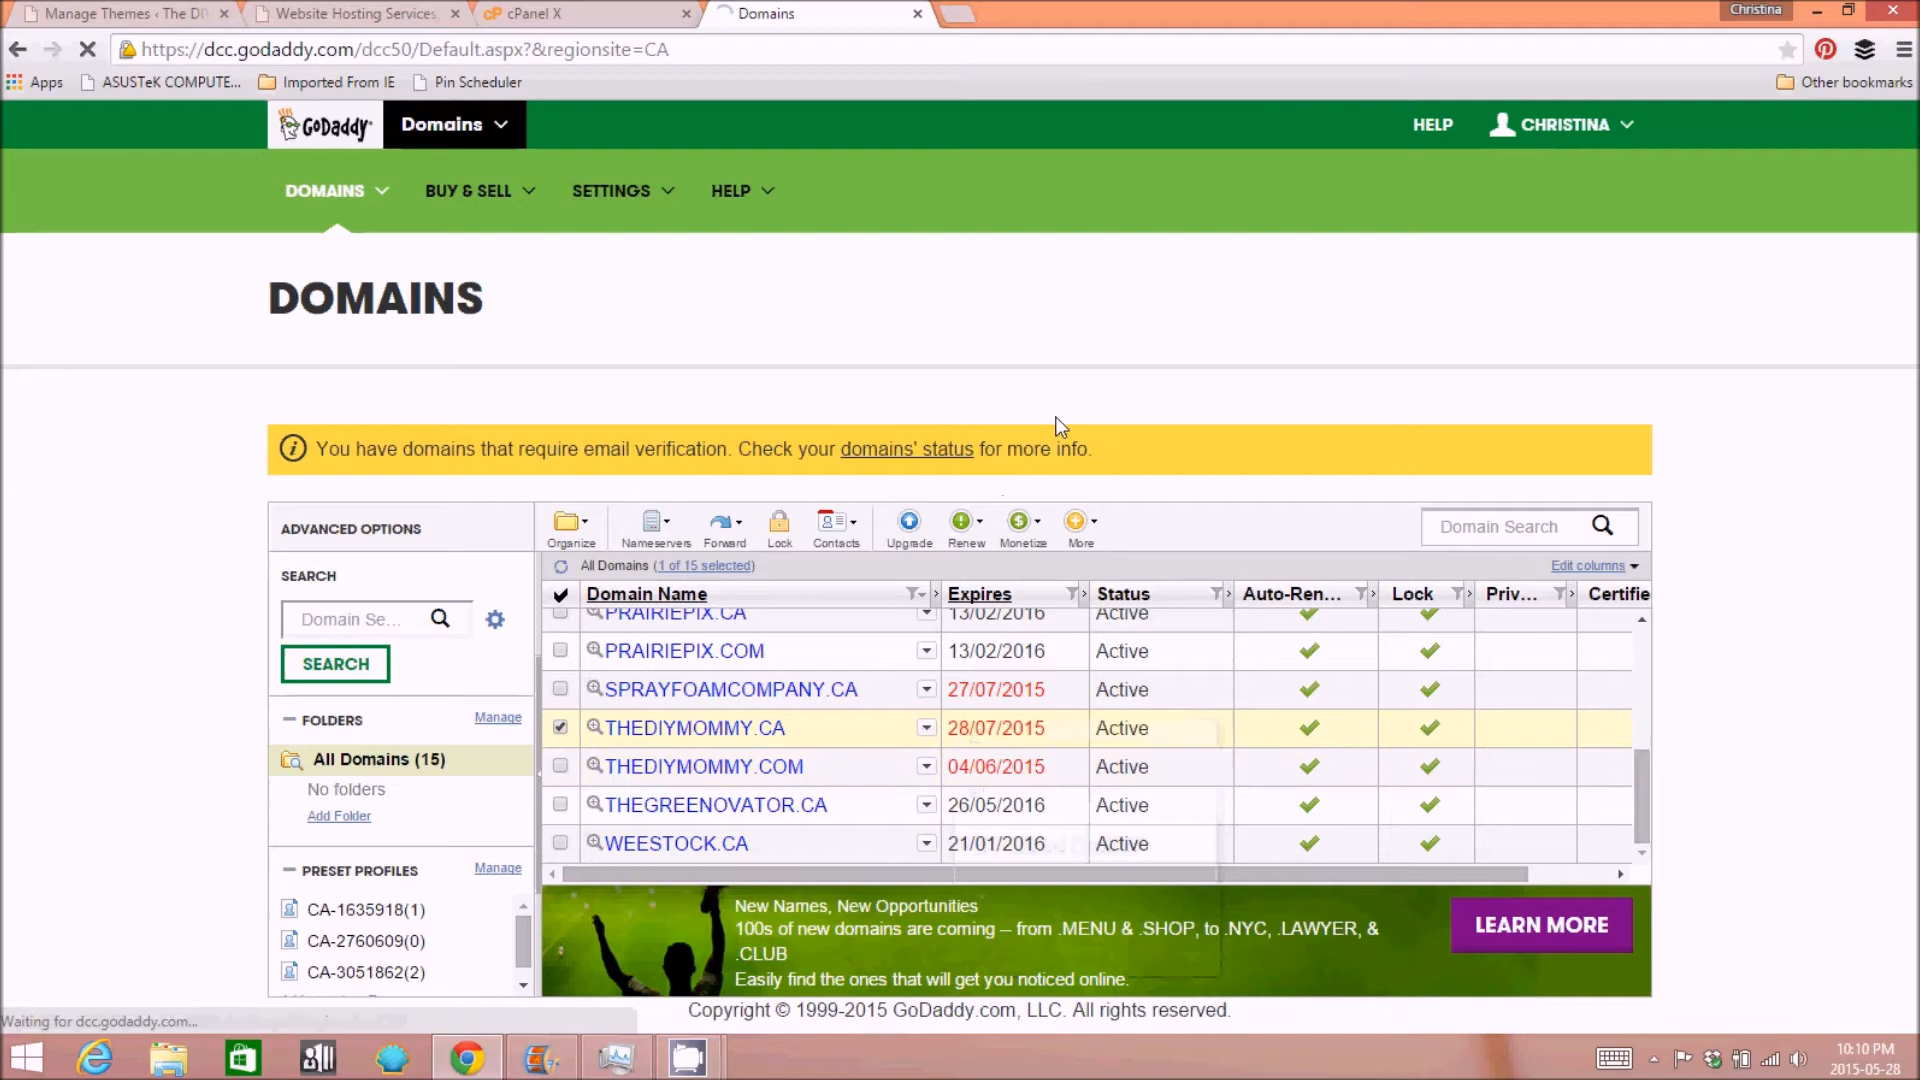 Manage Themes ‹ The DI
Website Hosting Services,
cP cPanel X
Domains
Christina
https://dcc.godaddy.com/dcc50/Default.aspx?&regionsite=CA
Apps
ASUSTeK COMPUTE...
Imported From IE
Pin Scheduler
Other bookmarks
GoDaddy
Domains
HELP
CHRISTINA
DOMAINS
BUY & SELL
SETTINGS
HELP
DOMAINS
You have domains that require email verification. Check your domains' status for more info.
ADVANCED OPTIONS
Organize
Nameservers
Forward
Lock
Contacts
Upgrade
Renew
Monetize
More
Domain Search
All Domains (1 of 15 selected)
Edit columns
SEARCH
Domain Se...
SEARCH
FOLDERS
Manage
All Domains (15)
No folders
Add Folder
PRESET PROFILES
Manage
CA-1635918(1)
CA-2760609(0)
CA-3051862(2)
Domain Name Expires Status Auto-Ren... Lock Priv... Certifie
PRAIRIEPIX.CA 13/02/2016 Active
PRAIRIEPIX.COM 13/02/2016 Active
SPRAYFOAMCOMPANY.CA 27/07/2015 Active
THEDIYMOMMY.CA 28/07/2015 Active
THEDIYMOMMY.COM 04/06/2015 Active
THEGREENOVATOR.CA 26/05/2016 Active
WEESTOCK.CA 21/01/2016 Active
New Names, New Opportunities
100s of new domains are coming – from .MENU & .SHOP, to .NYC, .LAWYER, &
.CLUB
Easily find the ones that will get you noticed online.
LEARN MORE
Copyright © 1999-2015 GoDaddy.com, LLC. All rights reserved.
Waiting for dcc.godaddy.com...
10:10 PM
2015-05-28